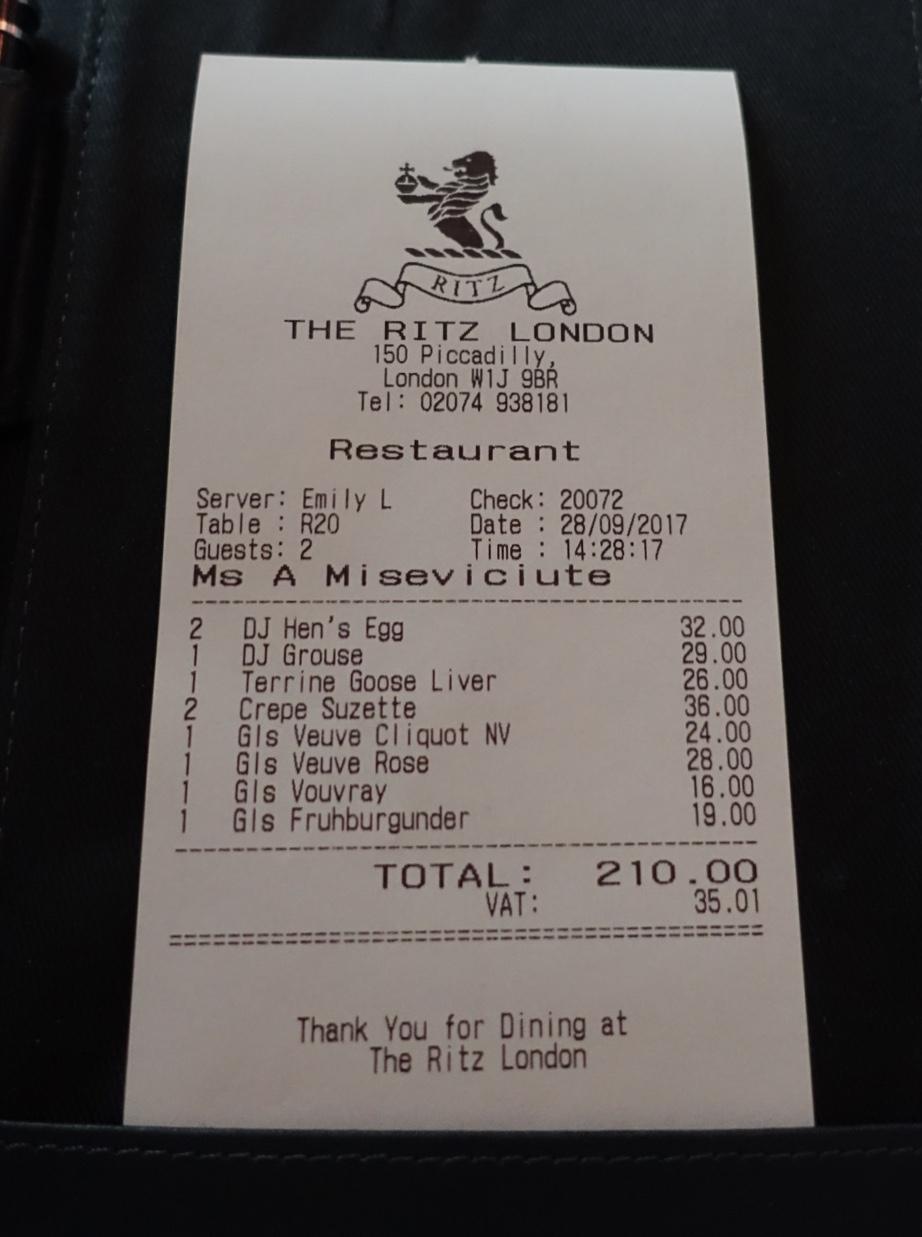 RITZ
THE RITZ LONDON
150 Piccadilly,
London W1J 9BR
Tel: 02074 938181
Restaurant
Server: Emily L Check: 20072
Table : R20 Date : 28/09/2017
Guests: 2 Time : 14:28:17
Ms A Miseviciute
2 DJ Hen's Egg 32.00
1 DJ Grouse 29.00
1 Terrine Goose Liver 26.00
2 Crepe Suzette 36.00
1 Gls Veuve Cliquot NV 24.00
1 Gls Veuve Rose 28.00
1 Gls Vouvray 16.00
1 Gls Fruhburgunder 19.00
TOTAL: 210.00
VAT: 35.01
Thank You for Dining at
The Ritz London